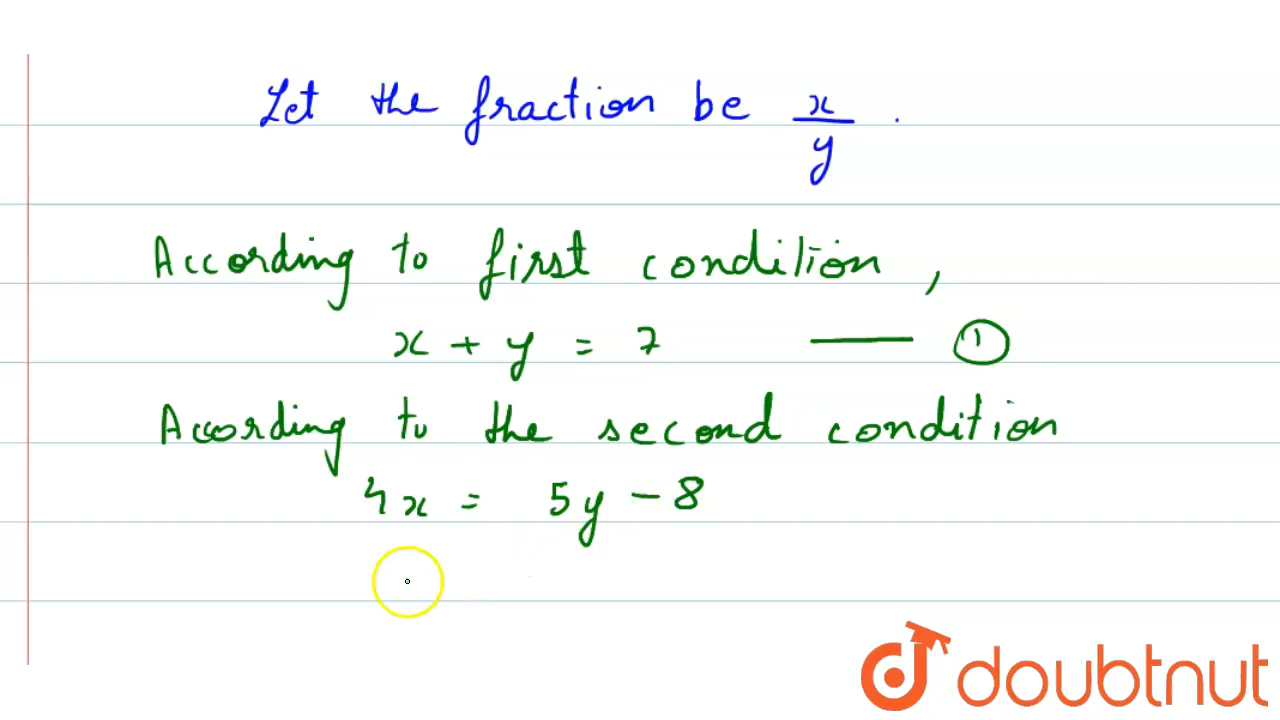 Let the fraction be x/y .
According to first condition ,
x + y = 7 —— ①
According to the second condition
4x = 5y - 8
doubtnut